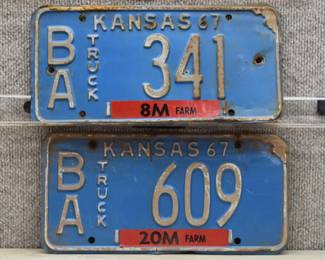 KANSAS 67
BA TRUCK 341
8M FARM
KANSAS 67
BA TRUCK 609
20M FARM